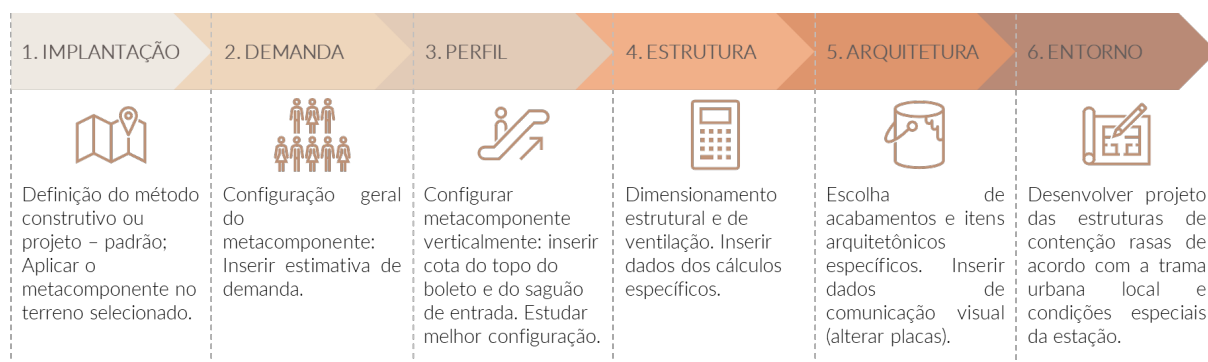 1. IMPLANTAÇÃO
2. DEMANDA
3. PERFIL
4. ESTRUTURA
5. ARQUITETURA
6. ENTORNO
Definição do método
construtivo ou
projeto – padrão;
Aplicar o
metacomponente no
terreno selecionado.
Configuração geral
do
metacomponente:
Inserir estimativa de
demanda.
Configurar
metacomponente
verticalmente: inserir
cota do topo do
boleto e do saguão
de entrada. Estudar
melhor configuração.
Dimensionamento
estrutural e de
ventilação. Inserir
dados dos cálculos
específicos.
Escolha de
acabamentos e itens
arquitetônicos
específicos. Inserir
dados de
comunicação visual
(alterar placas).
Desenvolver projeto
das estruturas de
contenção rasas de
acordo com a trama
urbana local e
condições especiais
da estação.